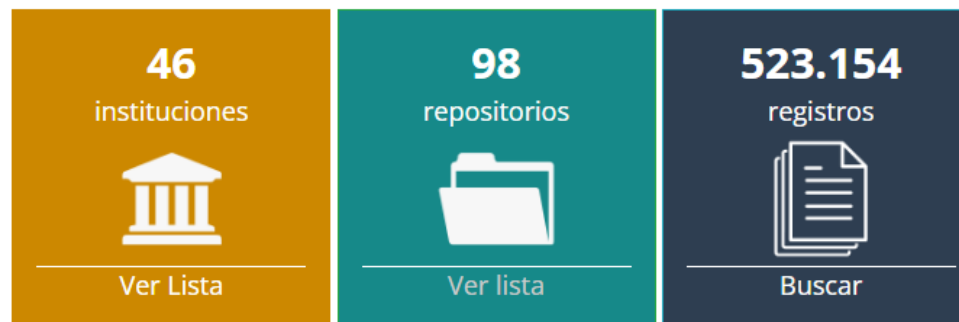 46
instituciones
Ver Lista
98
repositorios
Ver lista
523.154
registros
Buscar